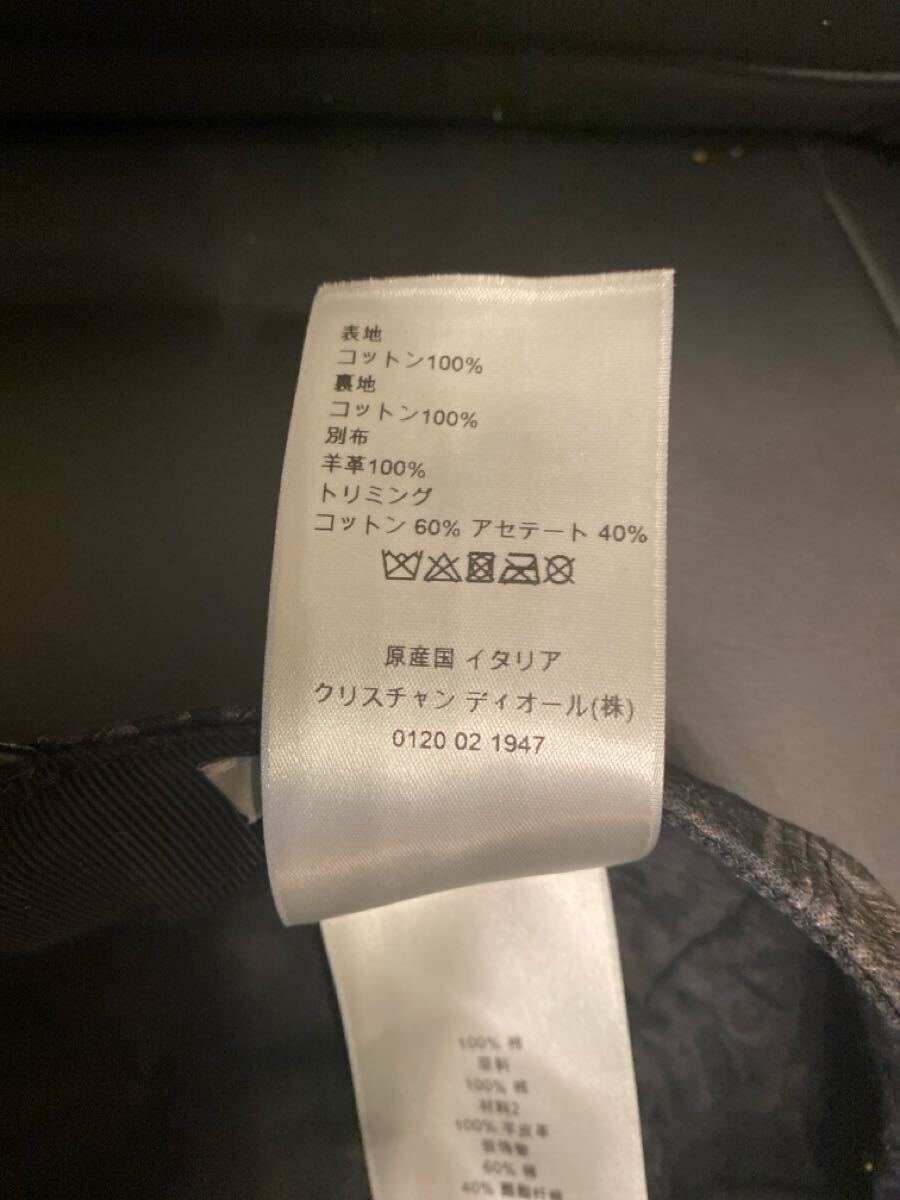 表地
コットン100%
裏地
コットン100%
別布
羊革100%
トリミング
コットン 60% アセテート 40%
原産国 イタリア
クリスチャン ディオール(株)
0120 02 1947
100% 棉
里料
100% 棉
材料2
100% 羊皮革
装饰物
60% 棉
40%